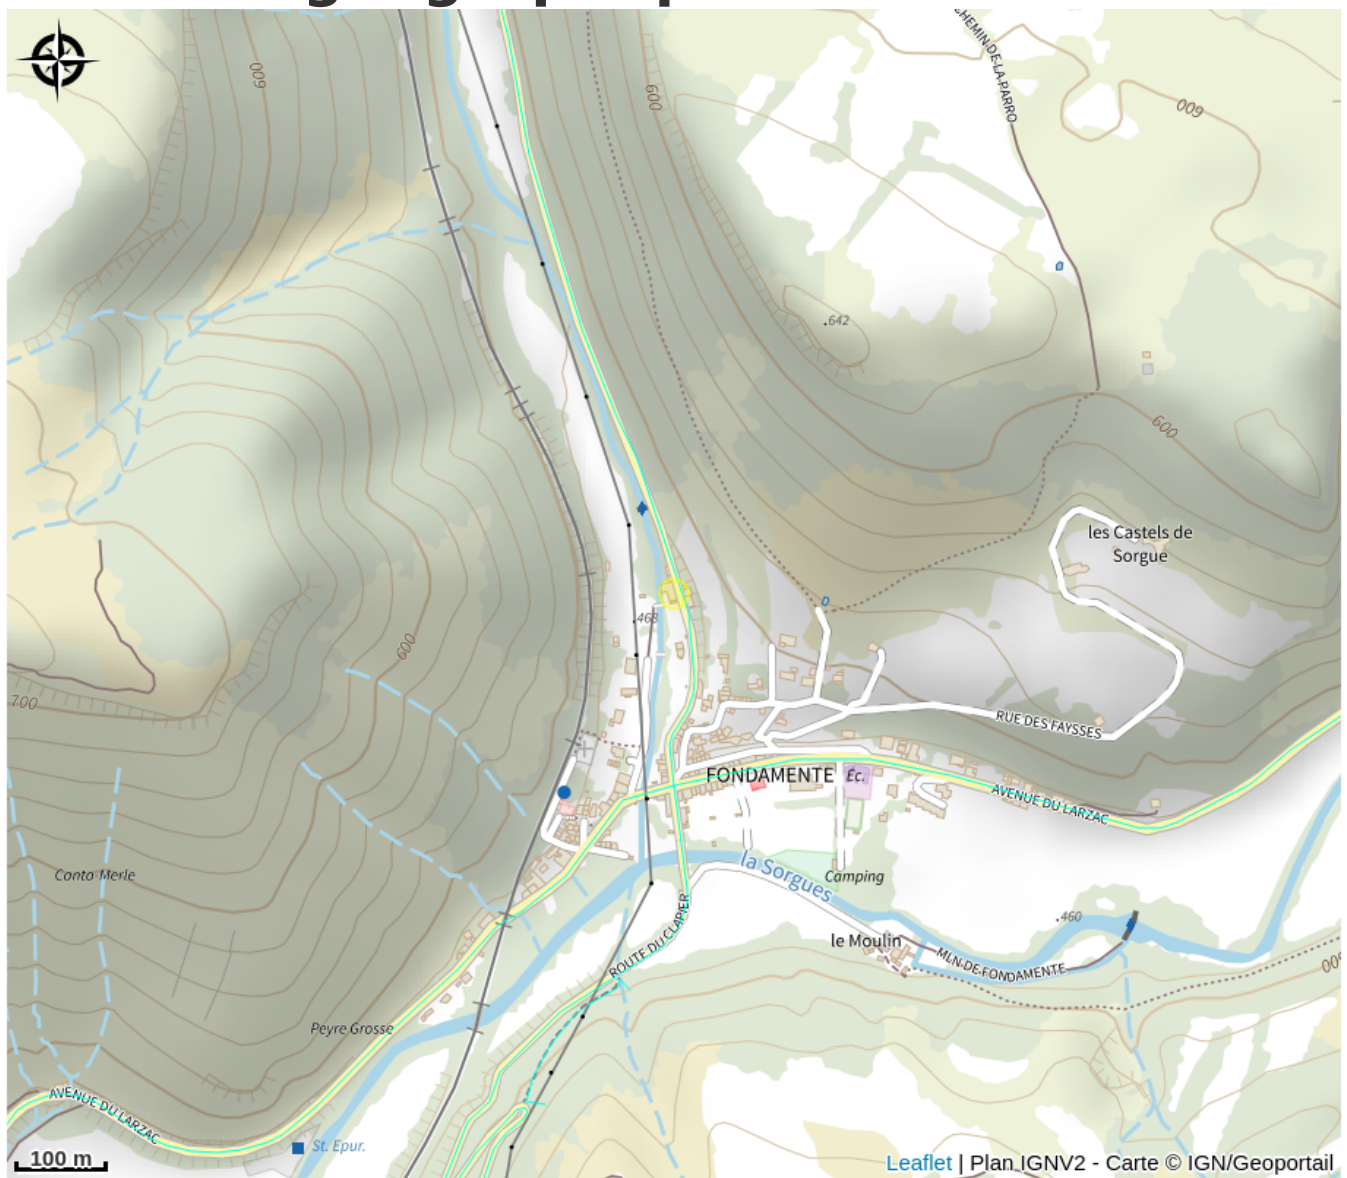 CHEMIN DE LA PARRO
600
600
600
642
600
les Castels de
Sorgue
463
600
700
RUE DES FAYSSES
FONDAMENTE
Éc.
AVENUE DU LARZAC
la Sorgues
Camping
Conta-Merle
ROUTE DU CLAPIER
.460
le Moulin
MLN-DE-FONDAMENTE
600
Peyre Grosse
AVENUE DU LARZAC
St. Epur.
100 m
Leaflet | Plan IGNV2 - Carte © IGN/Geoportail